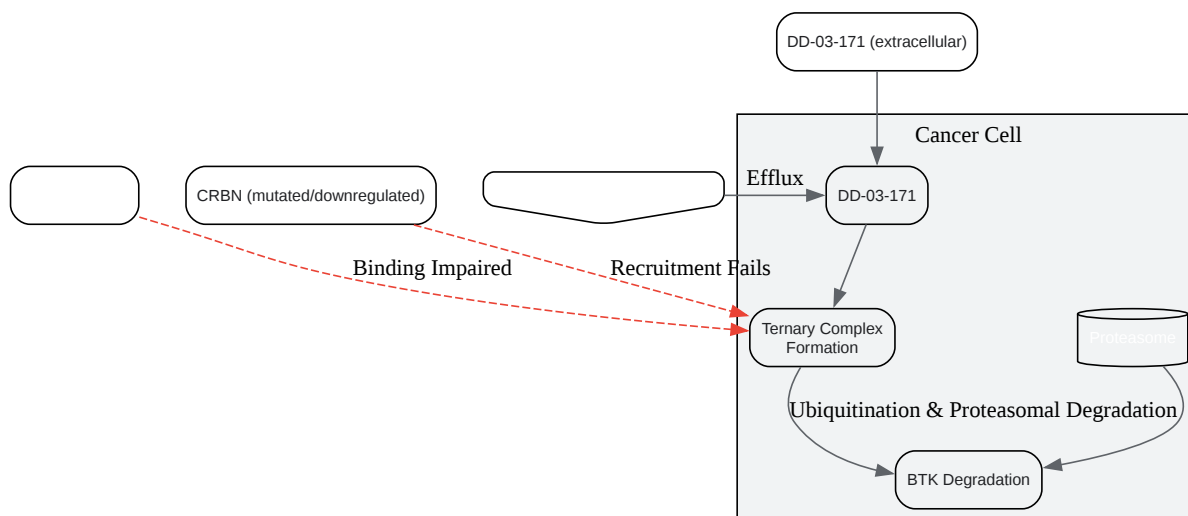 DD-03-171 (extracellular)
Cancer Cell
CRBN (mutated/downregulated)
Efflux
DD-03-171
Binding Impaired
Recruitment Fails
Ternary Complex
Formation
Proteasome
Ubiquitination & Proteasomal Degradation
BTK Degradation